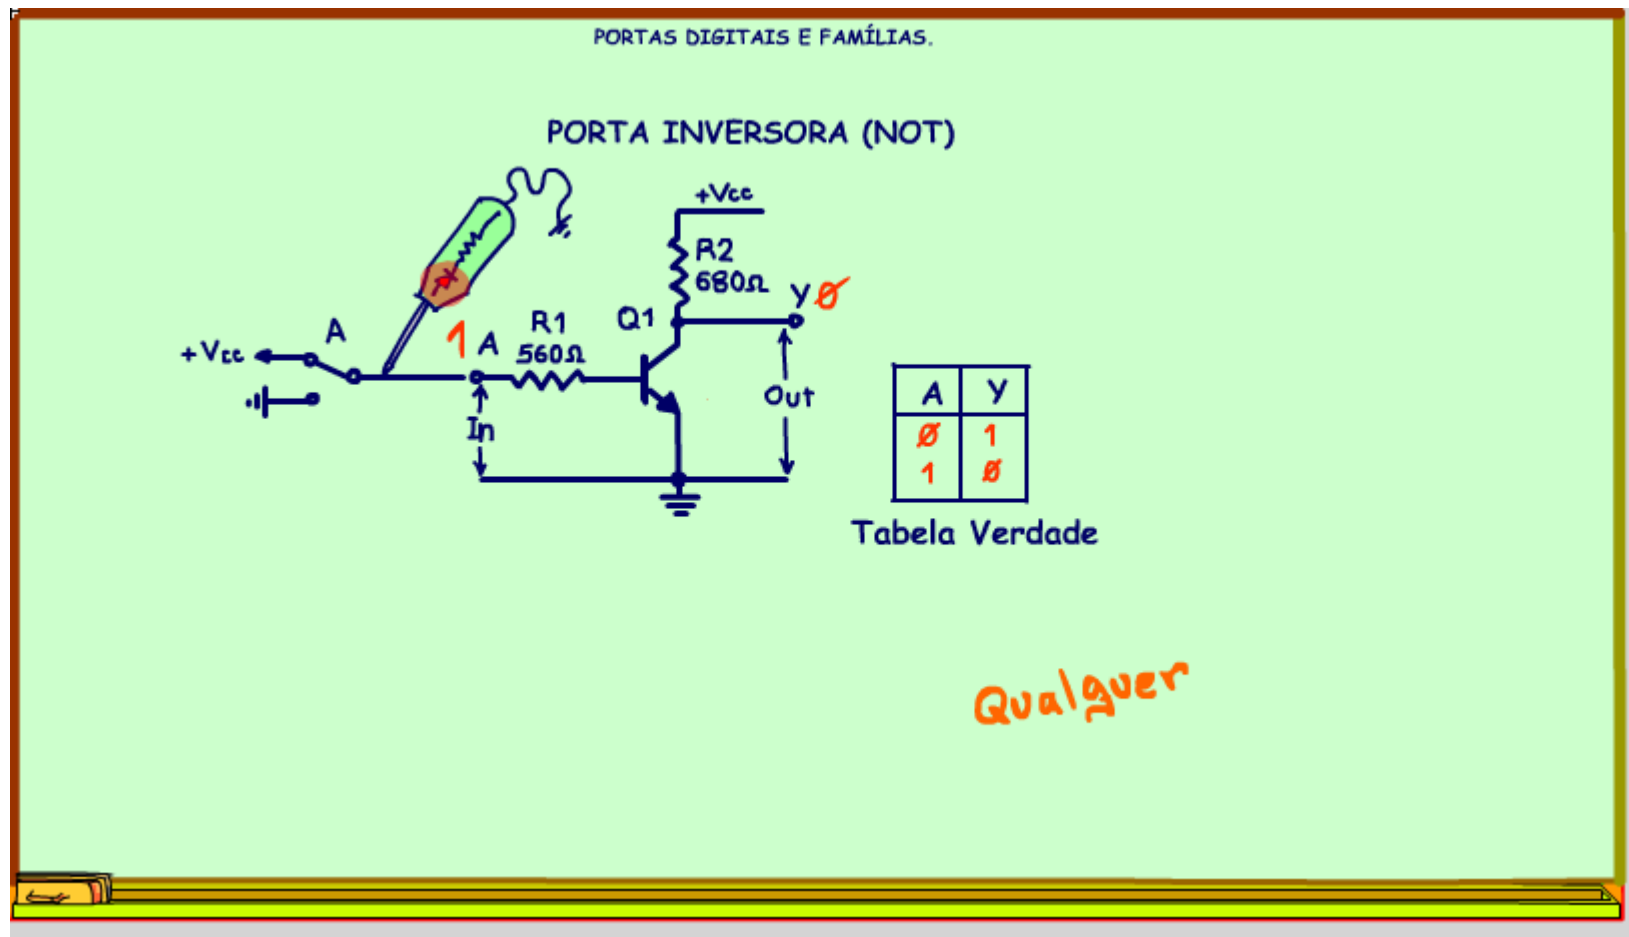 PORTAS DIGITAIS E FAMÍLIAS.
PORTA INVERSORA (NOT)
+Vcc
R2
680Ω
Y Ø
Q1
R1
560Ω
1 A
A
+Vcc
In
Out
A Y
Ø 1
1 Ø
Tabela Verdade
Qualquer